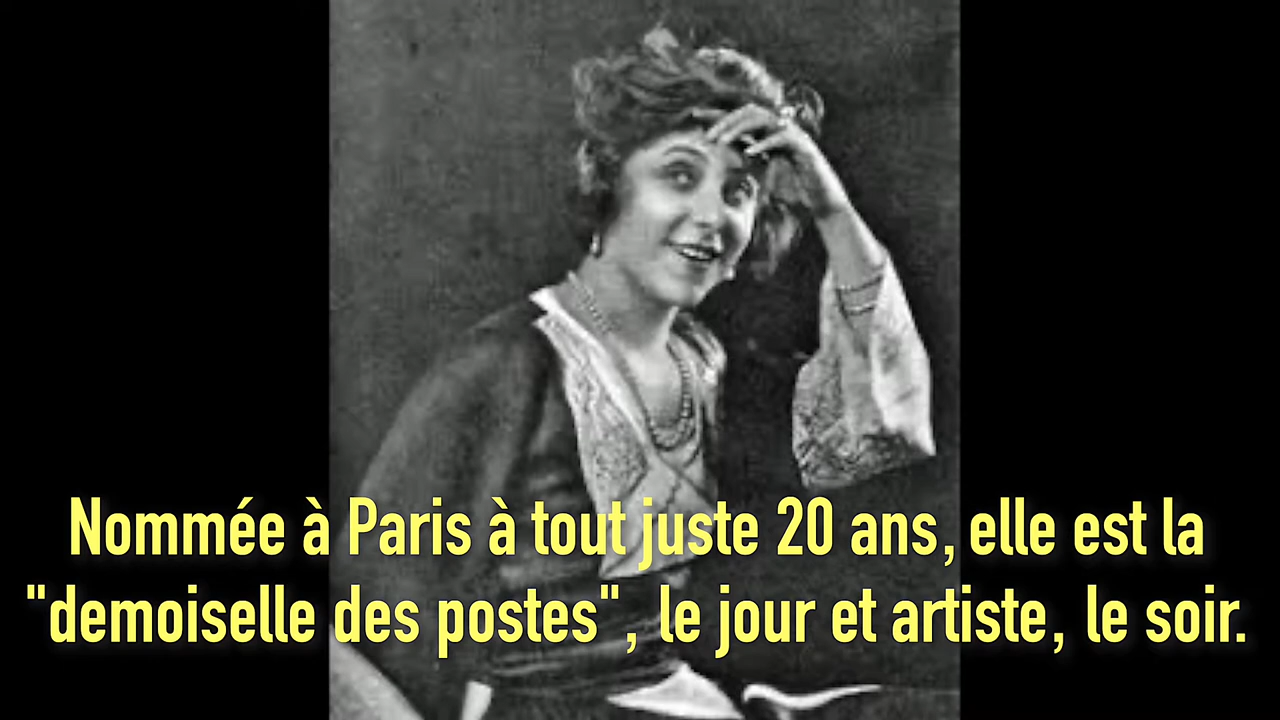 Nommée à Paris à tout juste 20 ans, elle est la
"demoiselle des postes", le jour et artiste, le soir.